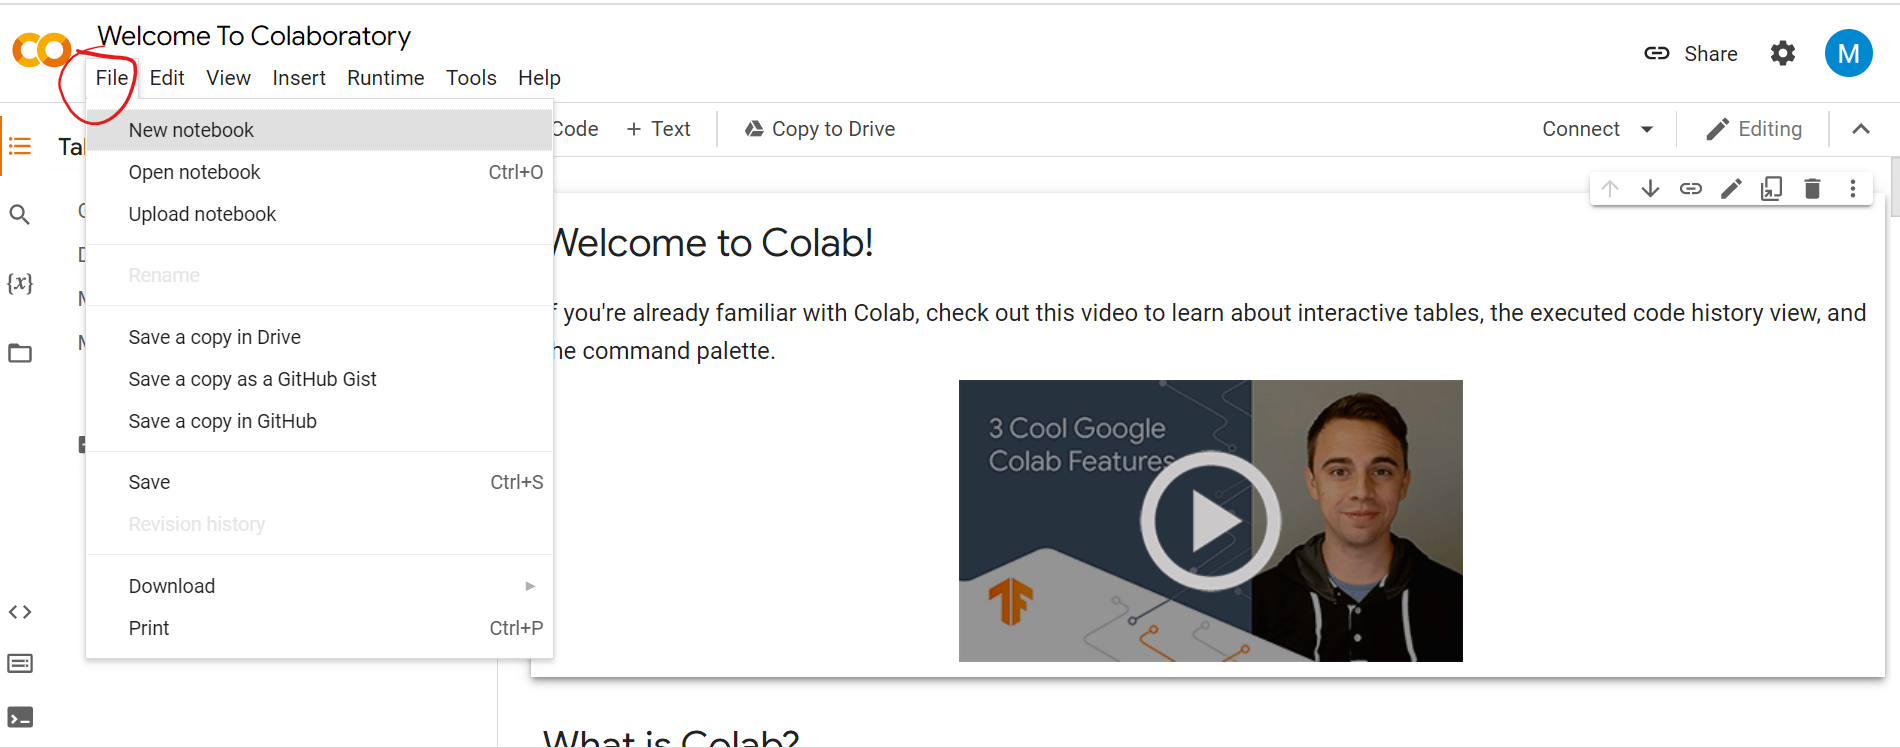 Welcome To Colaboratory
File Edit View Insert Runtime Tools Help
Share
M
New notebook
Open notebook Ctrl+O
Upload notebook
Rename
Save a copy in Drive
Save a copy as a GitHub Gist
Save a copy in GitHub
Save Ctrl+S
Revision history
Download
Print Ctrl+P
Code + Text Copy to Drive
Connect Editing
{x}
Welcome to Colab!
you're already familiar with Colab, check out this video to learn about interactive tables, the executed code history view, and
the command palette.
3 Cool Google
Colab Features
What is Colab?